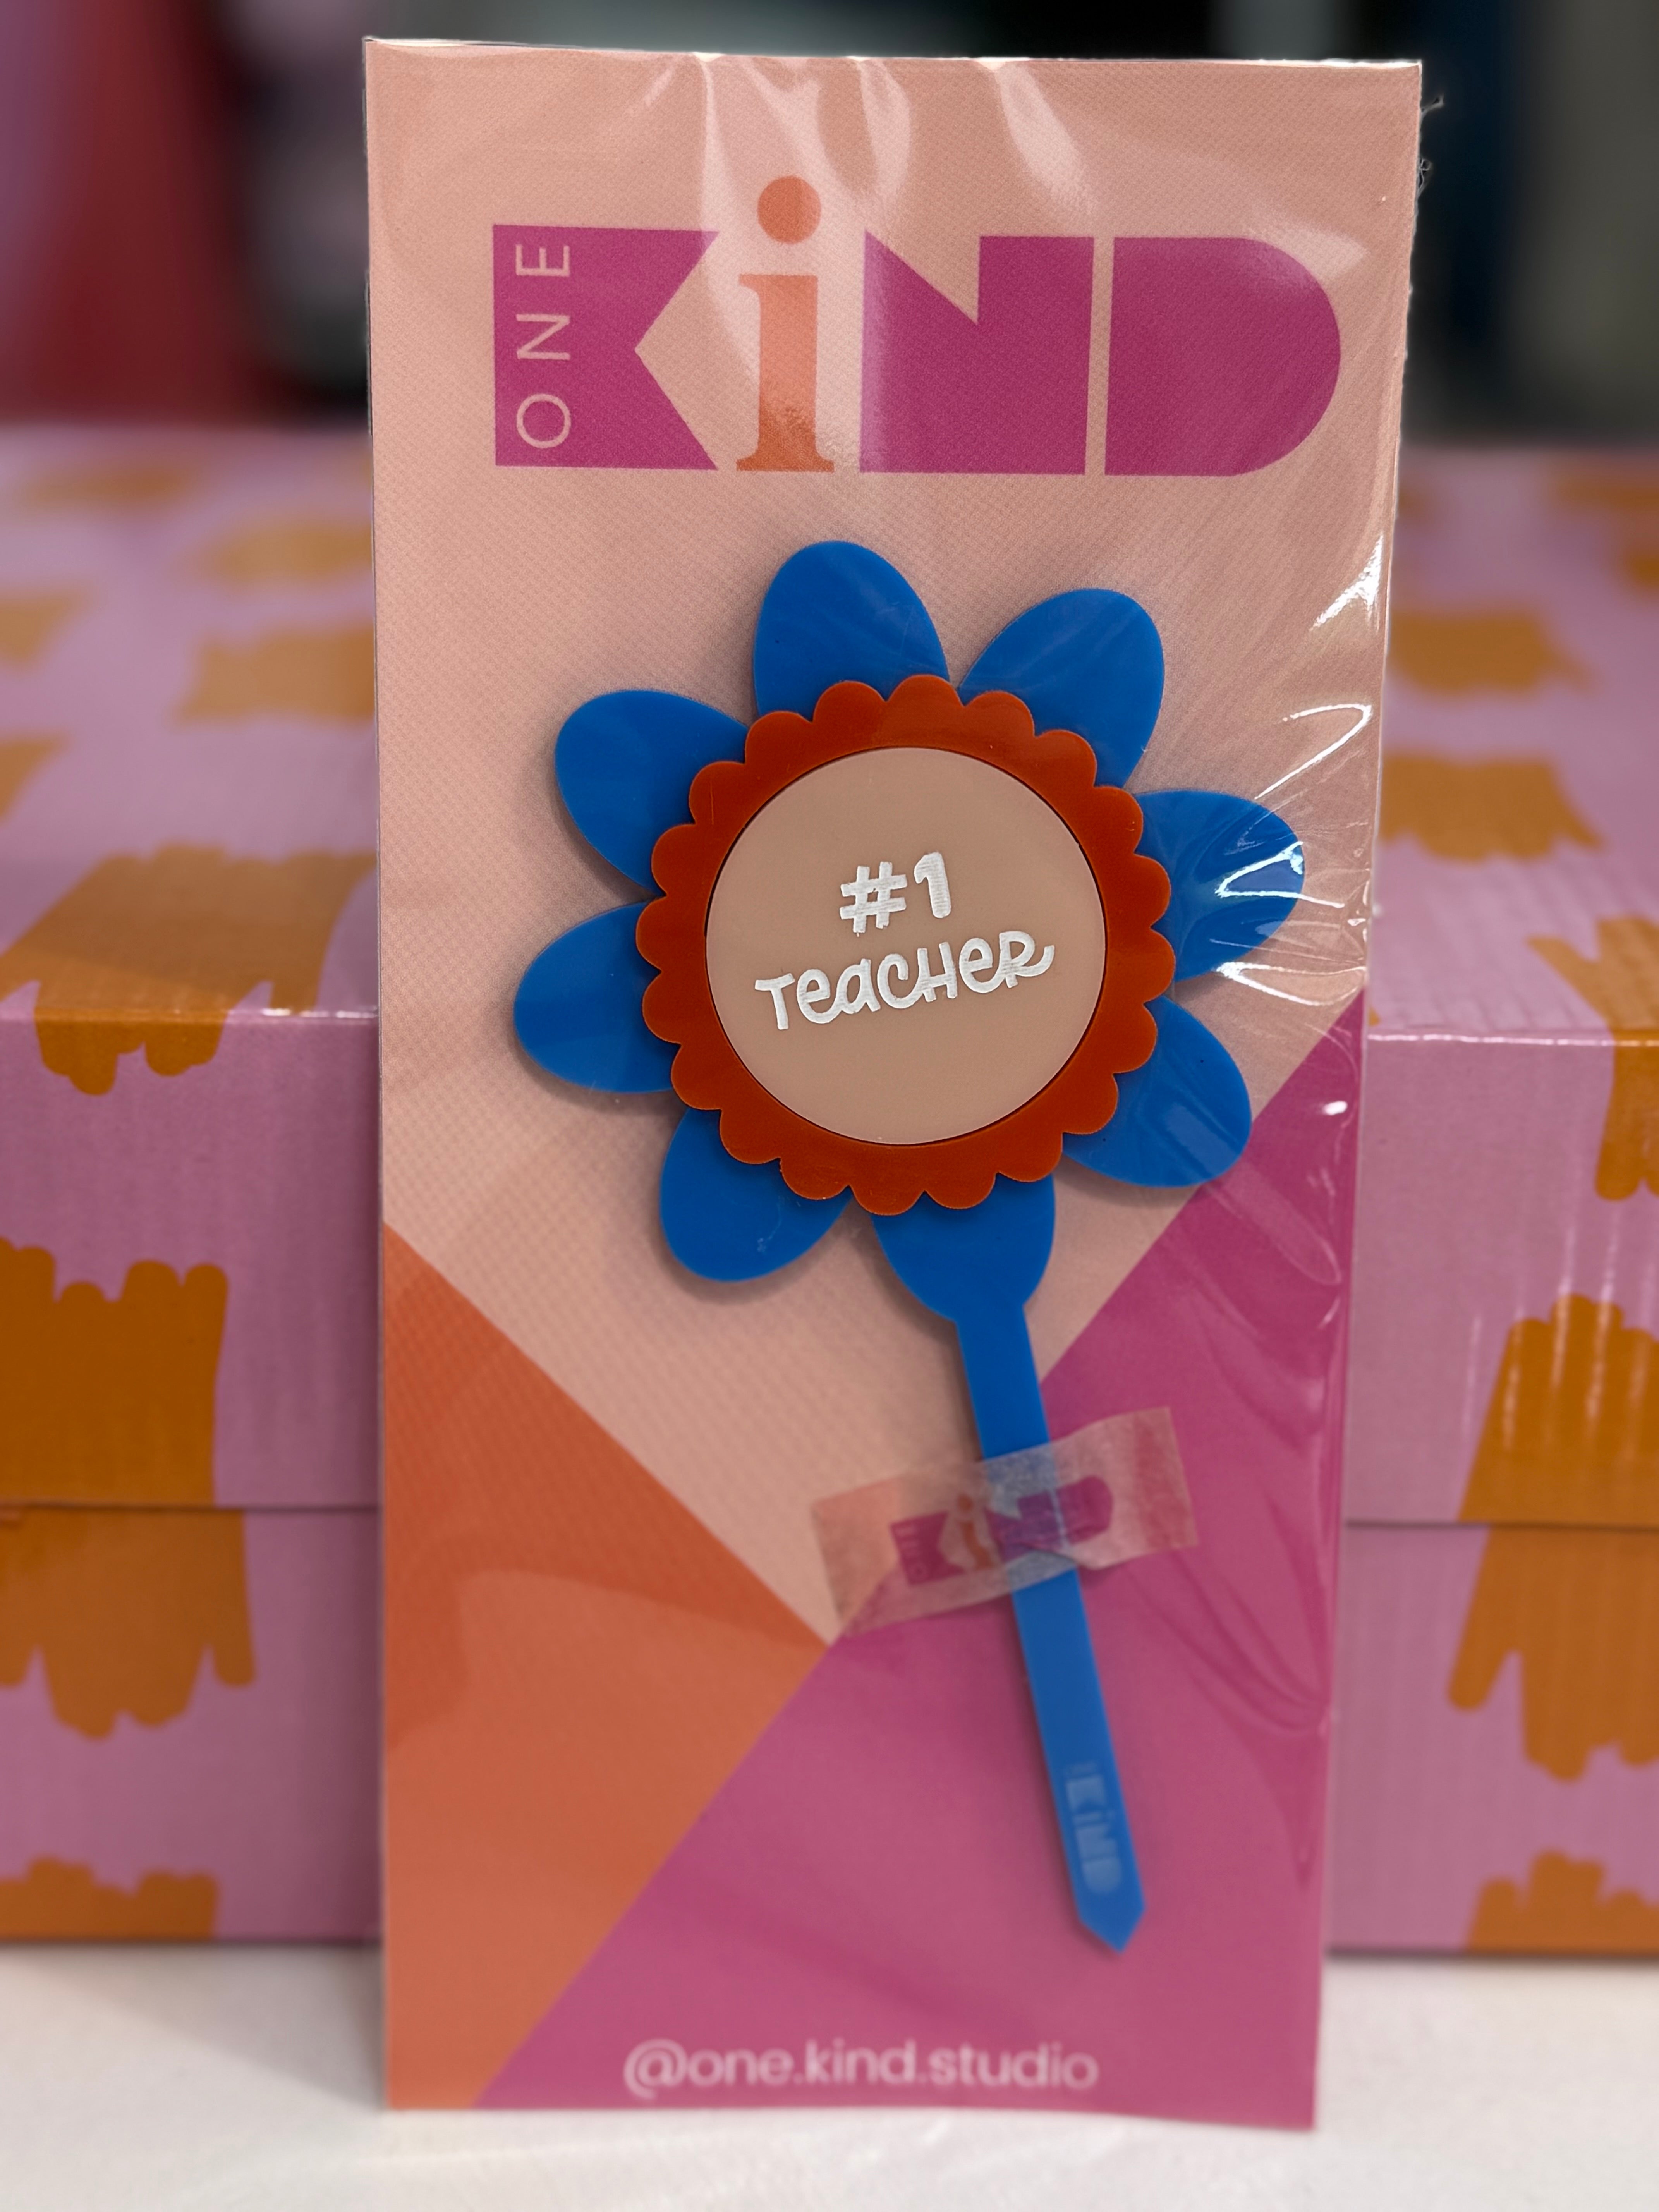 ONE
KiND
#1
TeacHeR
KiND
KiND
@one.kind.studio